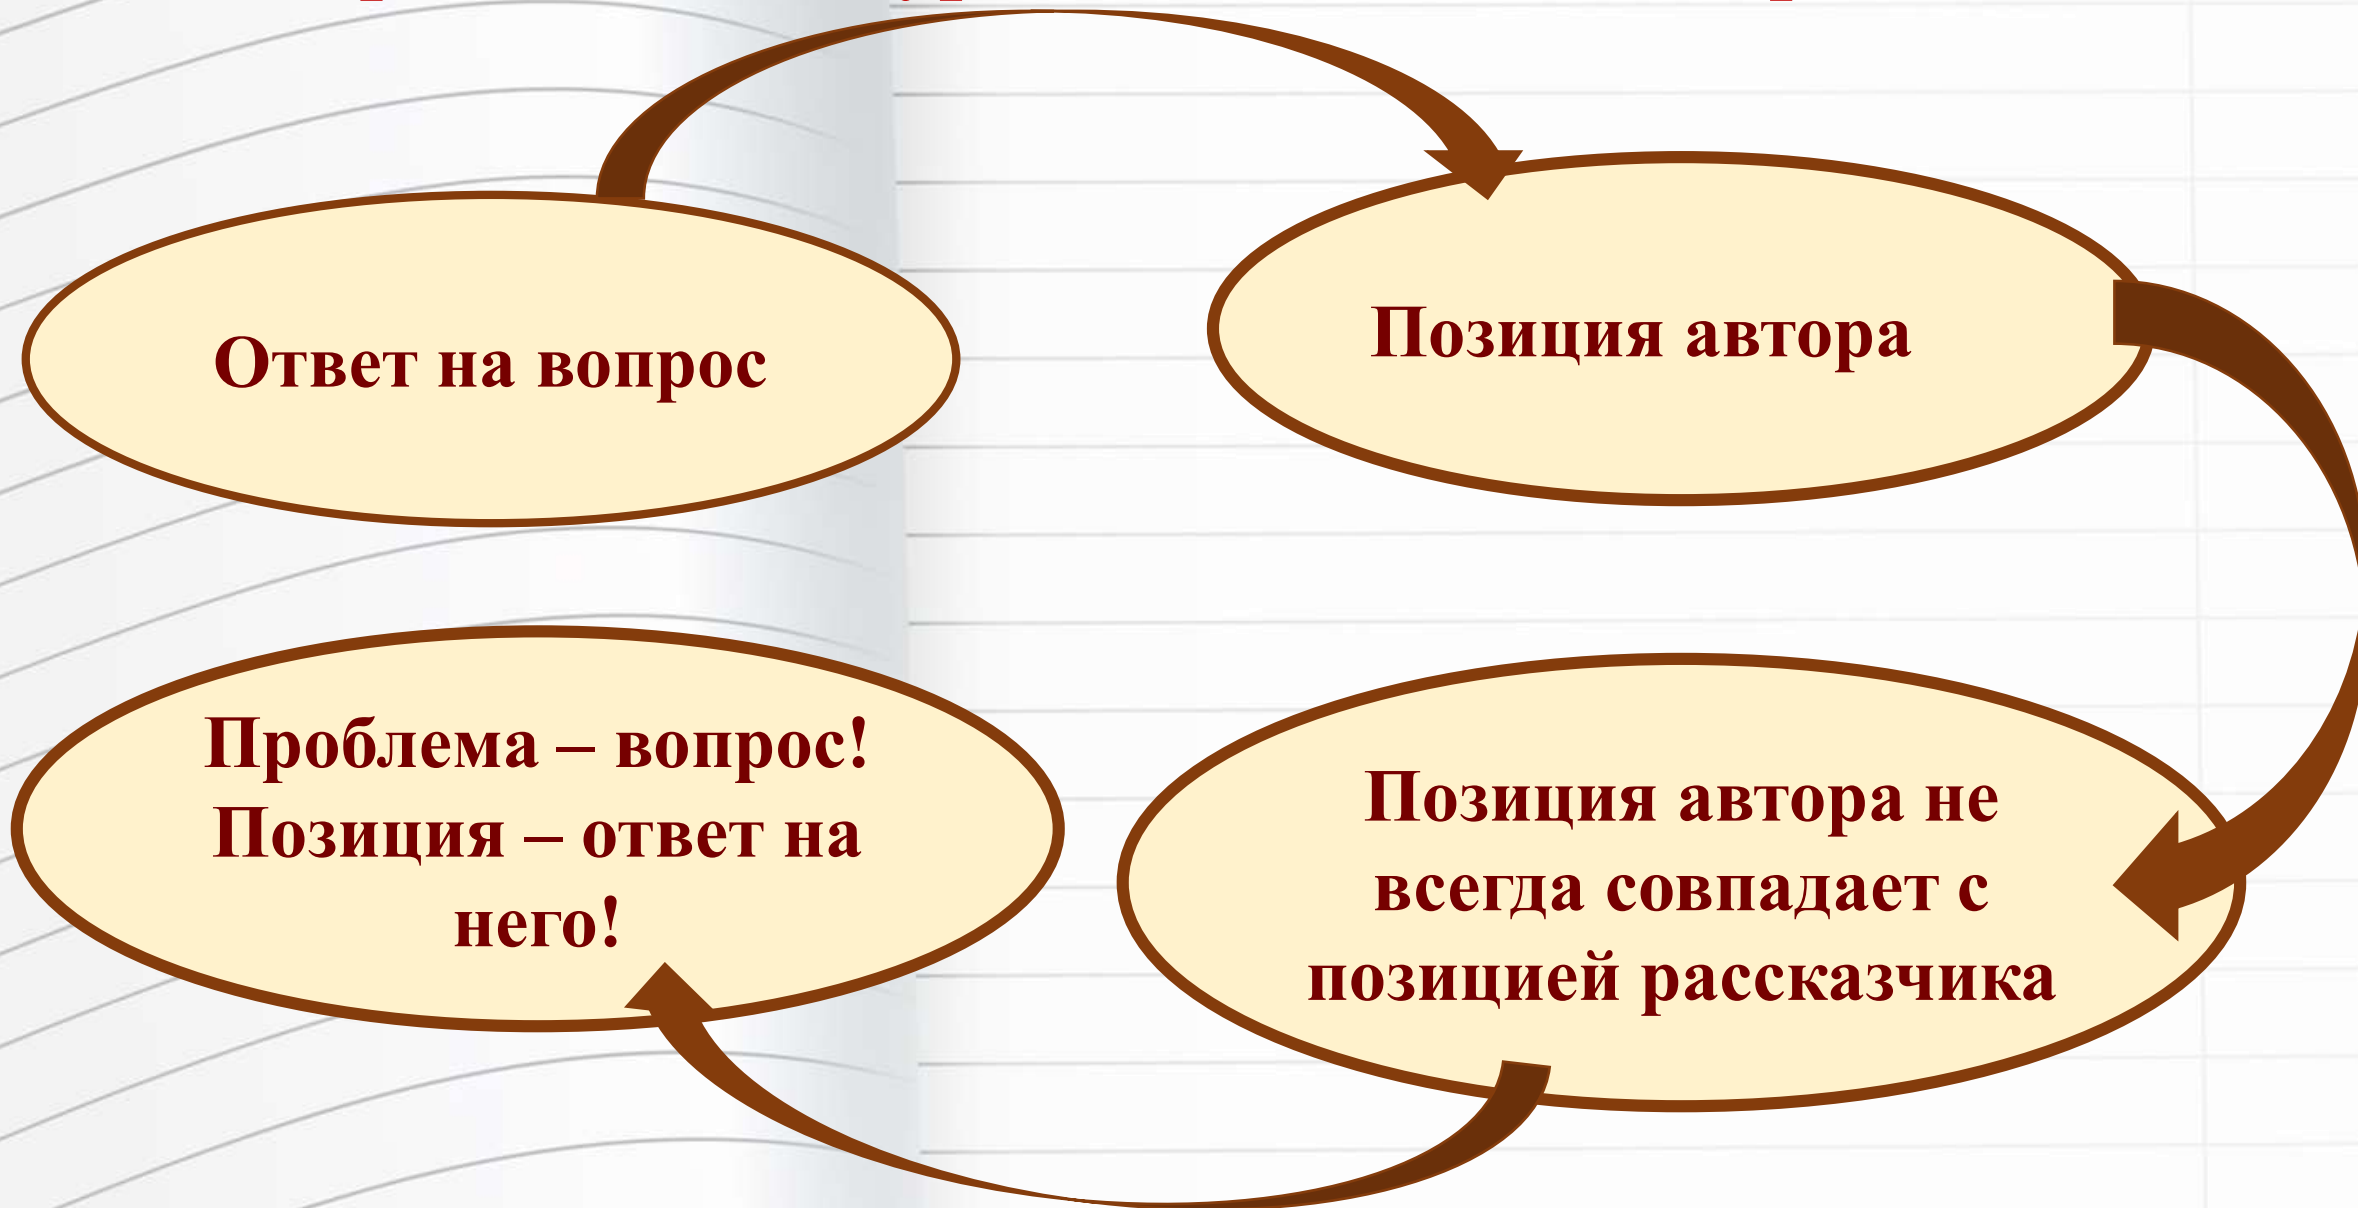 Ответ на вопрос
Позиция автора
Позиция автора не
всегда совпадает с
позицией рассказчика
Проблема – вопрос!
Позиция – ответ на
него!